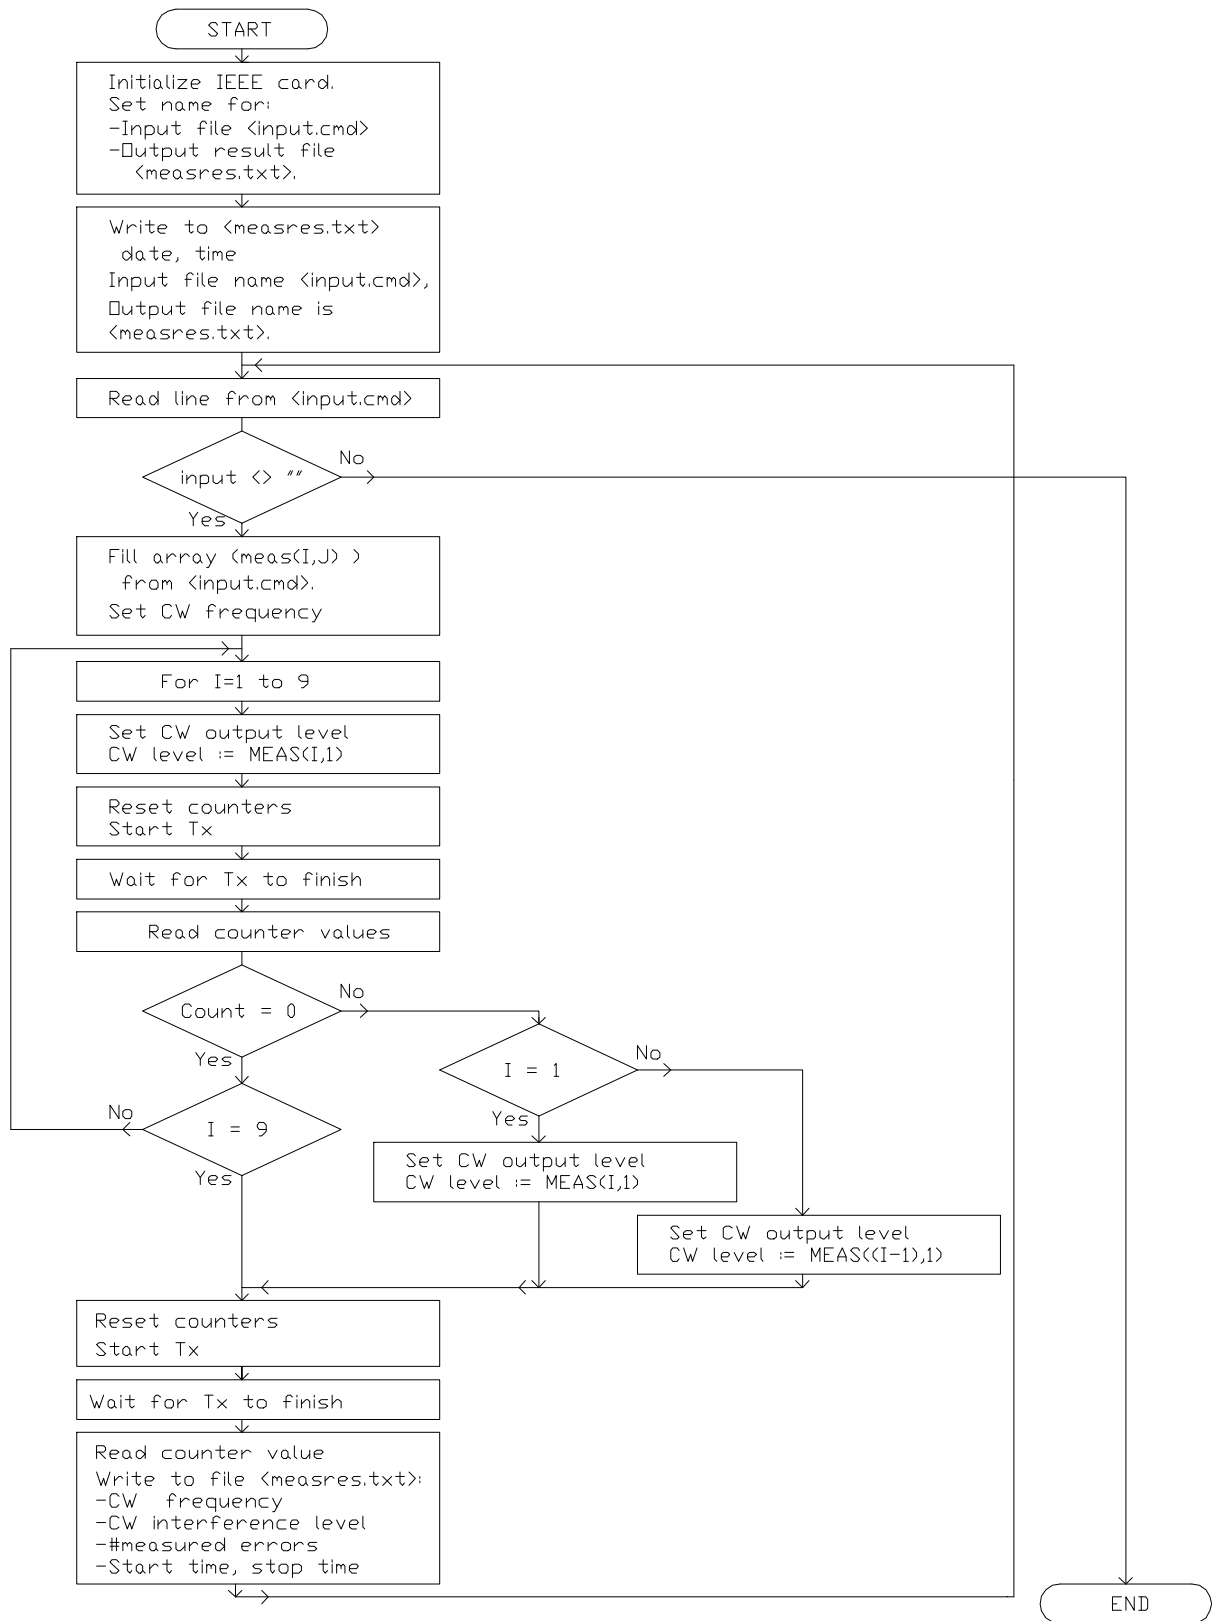 START
Initialize IEEE card.
Set name for:
-Input file <input.cmd>
-Output result file
<measres.txt>.
Write to <measres.txt>
date, time
Input file name <input.cmd>,
Output file name is
<measres.txt>.
Read line from <input.cmd>
input <> ""
No
Yes
Fill array (meas(I,J) )
from <input.cmd>.
Set CW frequency
For I=1 to 9
Set CW output level
CW level := MEAS(I,1)
Reset counters
Start Tx
Wait for Tx to finish
Read counter values
Count = 0
No
Yes
I = 1
No
Yes
I = 9
No
Yes
Set CW output level
CW level := MEAS(I,1)
Set CW output level
CW level := MEAS((I-1),1)
Reset counters
Start Tx
Wait for Tx to finish
Read counter value
Write to file <measres.txt>:
-CW frequency
-CW interference level
-#measured errors
-Start time, stop time
END